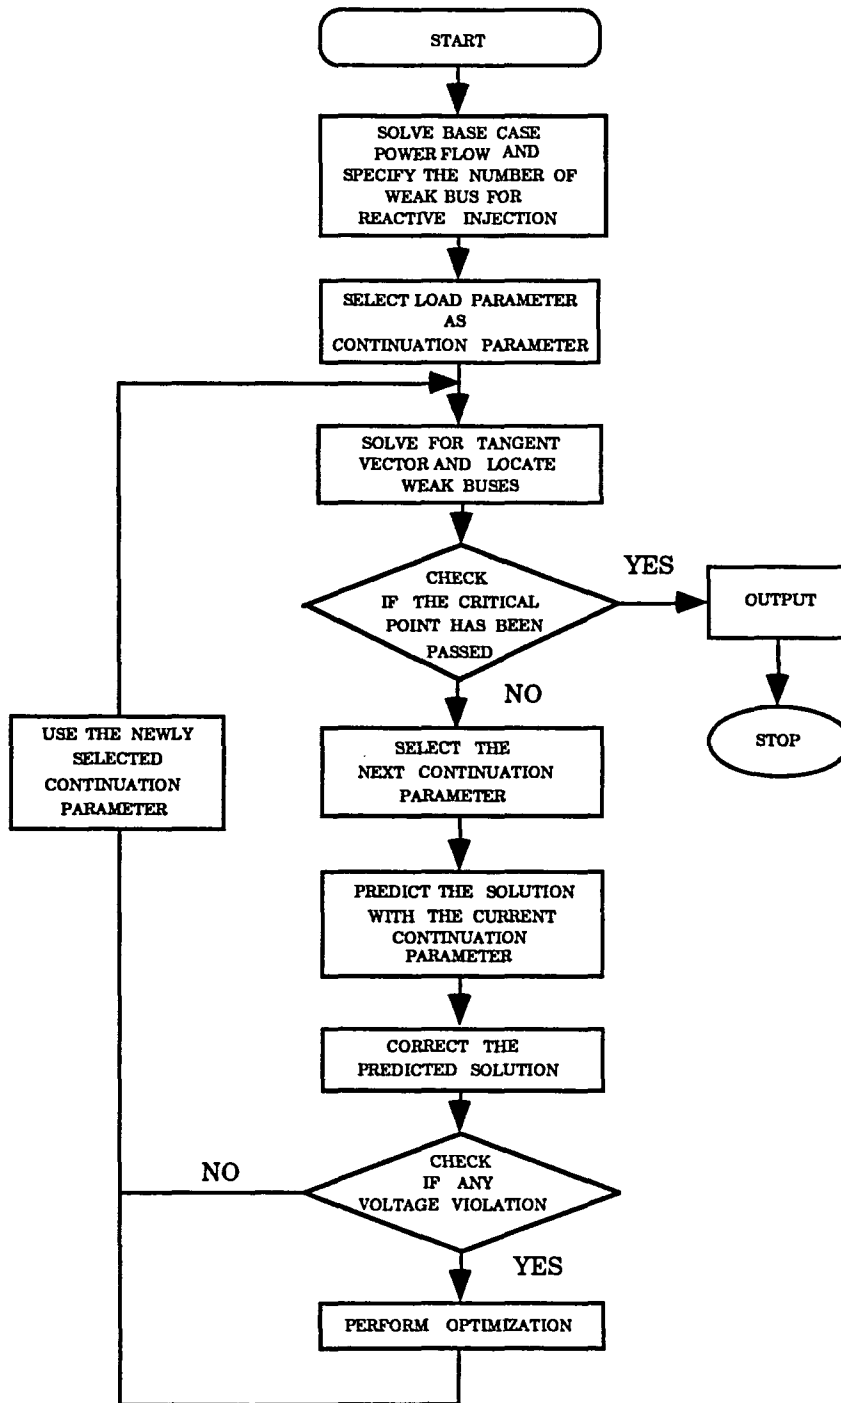 START
SOLVE BASE CASE
POWER FLOW AND
SPECIFY THE NUMBER OF
WEAK BUS FOR
REACTIVE INJECTION
SELECT LOAD PARAMETER
AS
CONTINUATION PARAMETER
SOLVE FOR TANGENT
VECTOR AND LOCATE
WEAK BUSES
CHECK
IF THE CRITICAL
POINT HAS BEEN
PASSED
YES
OUTPUT
STOP
NO
SELECT THE
NEXT CONTINUATION
PARAMETER
USE THE NEWLY
SELECTED
CONTINUATION
PARAMETER
PREDICT THE SOLUTION
WITH THE CURRENT
CONTINUATION
PARAMETER
CORRECT THE
PREDICTED SOLUTION
CHECK
IF ANY
VOLTAGE VIOLATION
NO
YES
PERFORM OPTIMIZATION